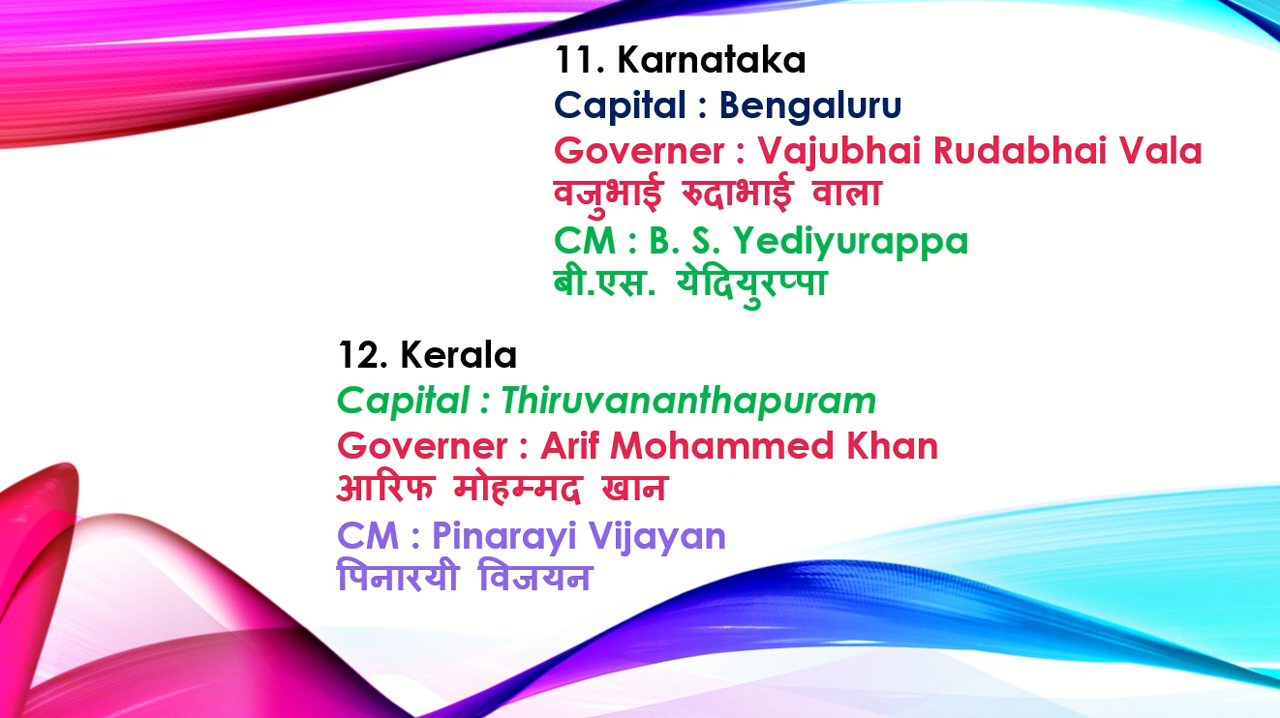 11. Karnataka
Capital : Bengaluru
Governer : Vajubhai Rudabhai Vala
वजुभाई रुदाभाई वाला
CM : B. S. Yediyurappa
बी.एस. येदियुरप्पा
12. Kerala
Capital : Thiruvananthapuram
Governer : Arif Mohammed Khan
आरिफ मोहम्मद खान
CM : Pinarayi Vijayan
पिनारयी विजयन